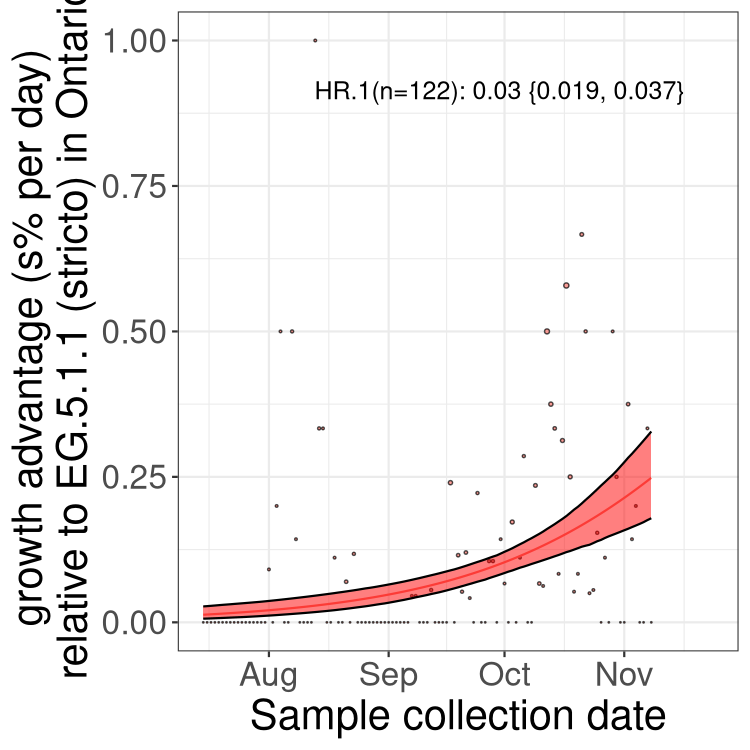 growth advantage (s% per day)
relative to EG.5.1.1 (stricto) in Ontario
1.00
0.75
0.50
0.25
0.00
HR.1(n=122): 0.03 {0.019, 0.037}
Aug Sep Oct Nov
Sample collection date